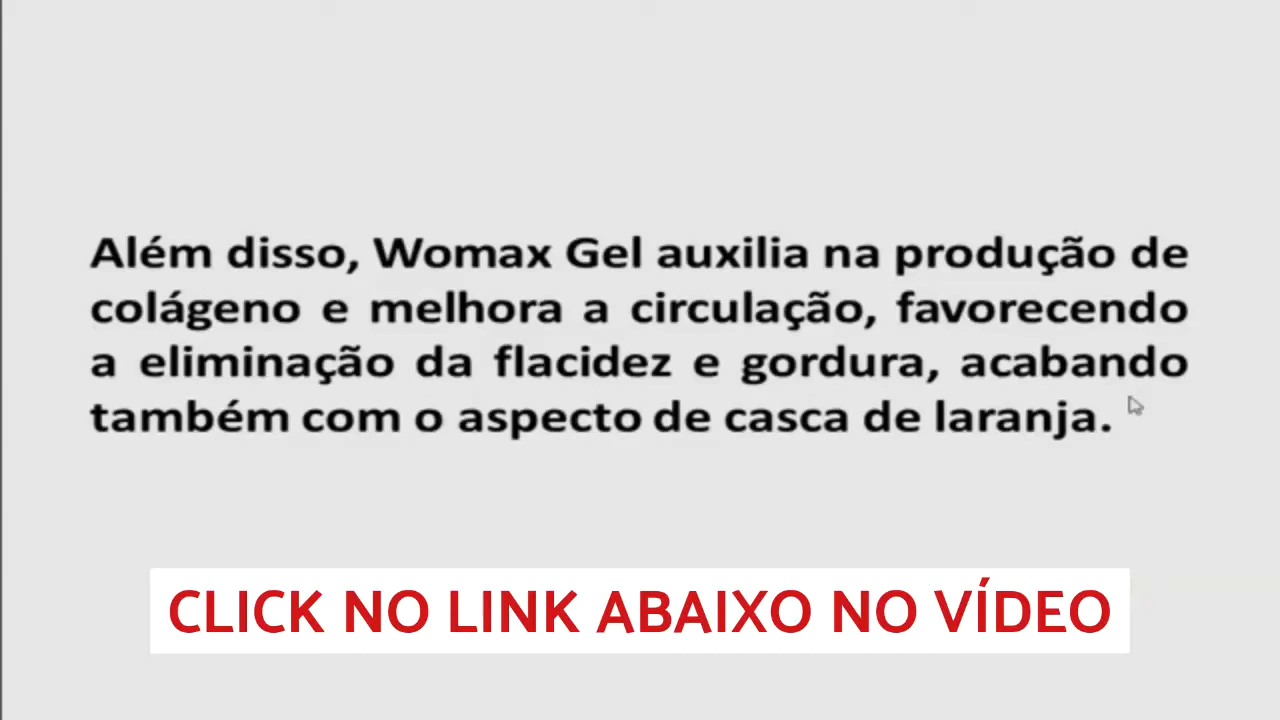 Além disso, Womax Gel auxilia na produção de
colágeno e melhora a circulação, favorecendo
a eliminação da flacidez e gordura, acabando
também com o aspecto de casca de laranja.
CLICK NO LINK ABAIXO NO VÍDEO